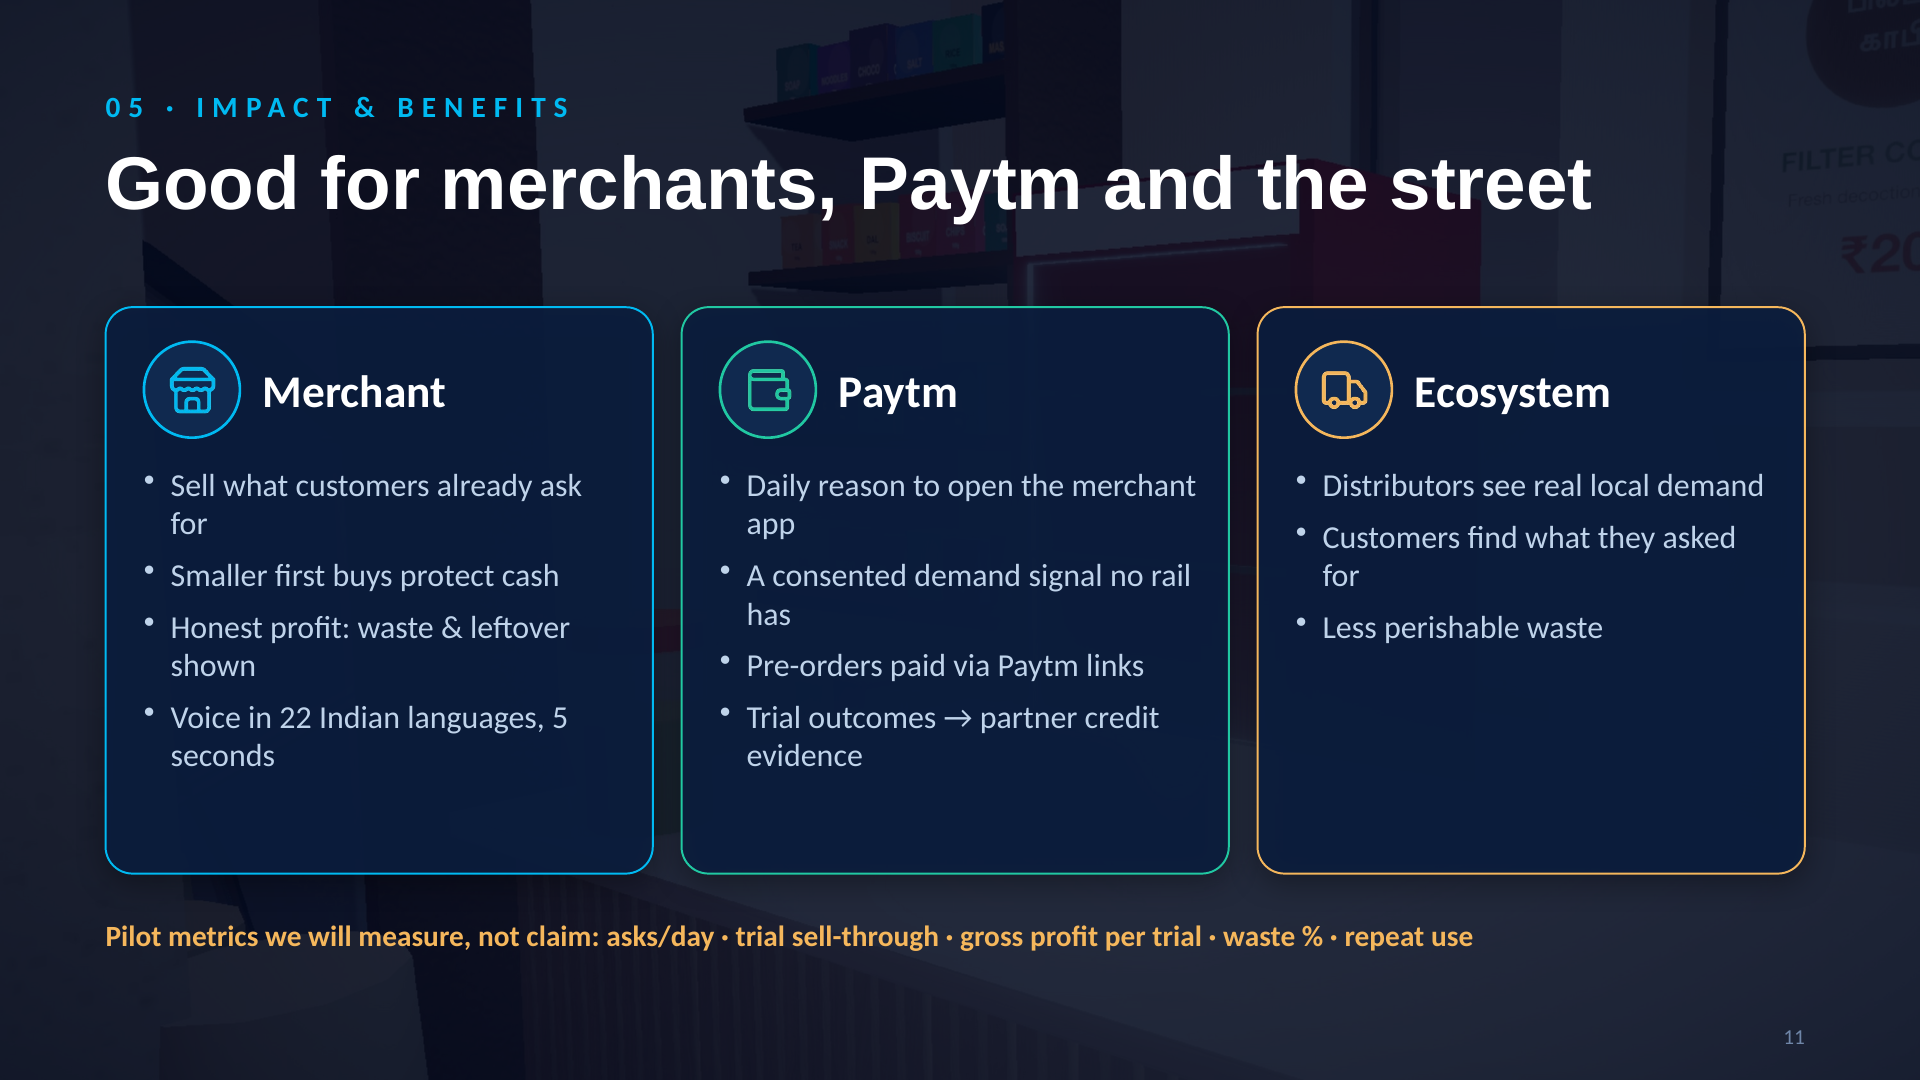 05 · IMPACT & BENEFITS
Good for merchants, Paytm and the street
FILTER CO
Fresh decoction
₹20
CHOCO
SALT
Merchant
• Sell what customers already ask
for
• Smaller first buys protect cash
• Honest profit: waste & leftover
shown
• Voice in 22 Indian languages, 5
seconds
Paytm
• Daily reason to open the merchant
app
• A consented demand signal no rail
has
• Pre-orders paid via Paytm links
• Trial outcomes → partner credit
evidence
Ecosystem
• Distributors see real local demand
• Customers find what they asked
for
• Less perishable waste
Pilot metrics we will measure, not claim: asks/day · trial sell-through · gross profit per trial · waste % · repeat use
11